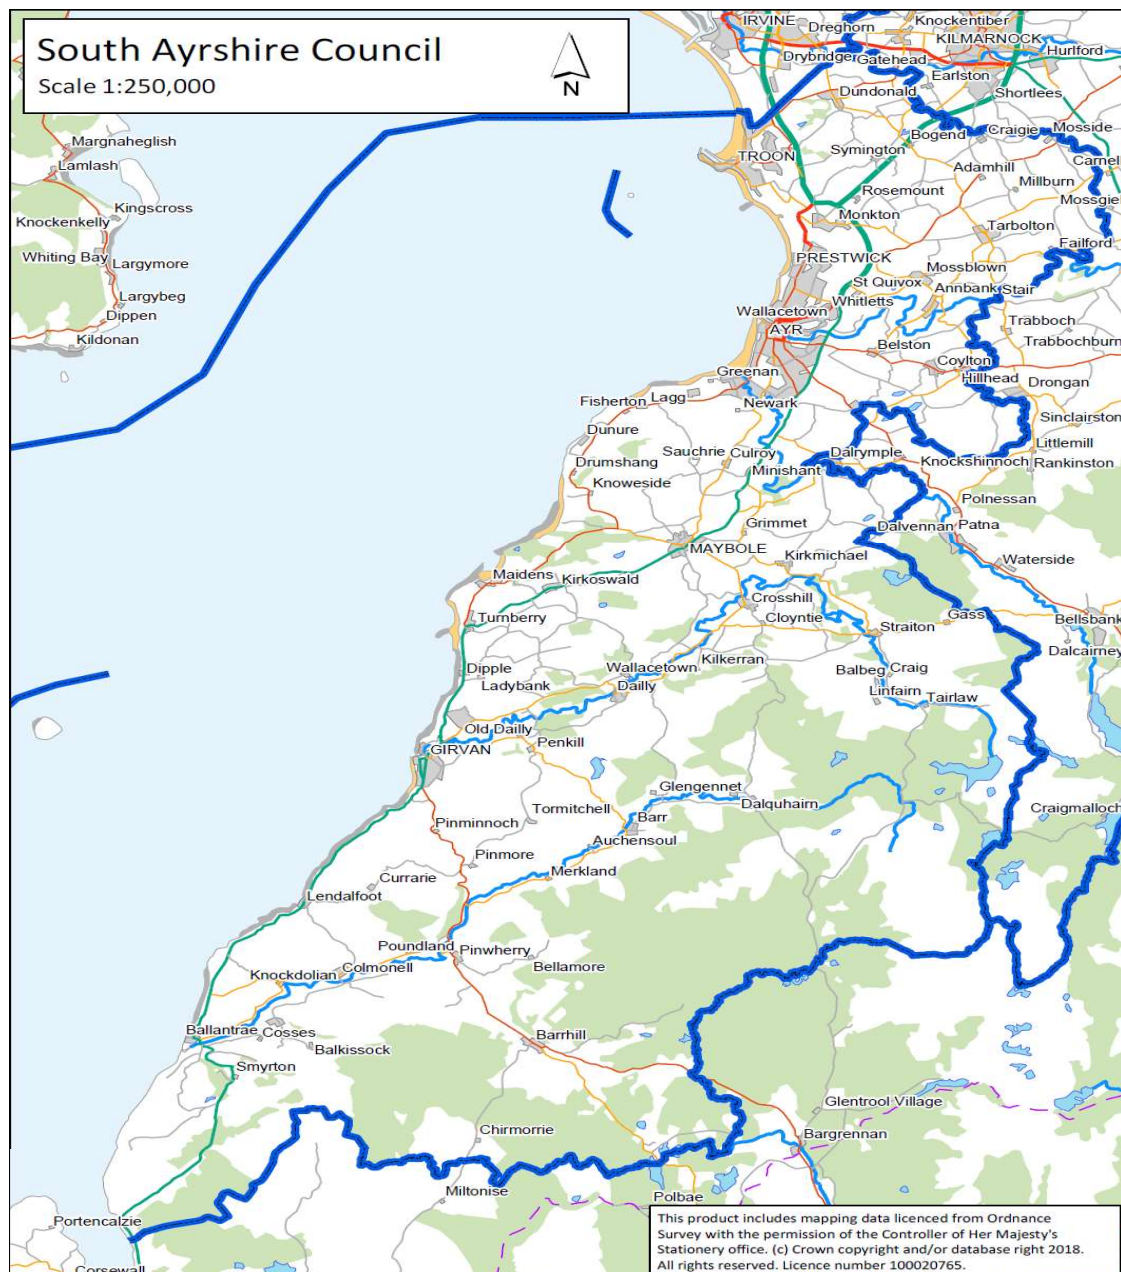 South Ayrshire Council
Scale 1:250,000
N
IRVINE
Dreghorn
Knockentiber
KILMARNOCK
Drybridge
Gatehead
Hurlford
Earlston
Dundonald
Shortlees
Margnaheglish
Lamlash
TROON
Symington
Bogend
Craigie
Mosside
Carnell
Adamhill
Millburn
Rosemount
Mossgiel
Kingscross
Knockenkelly
Monkton
Tarbolton
Failford
Whiting Bay
Largymore
PRESTWICK
Mossblown
St Quivox
Annbank
Stair
Largybeg
Whitletts
Dippen
Wallacetown
AYR
Trabboch
Kildonan
Belston
Trabbochburn
Coylton
Greenan
Hillhead
Drongan
Fisherton
Lagg
Newark
Sinclairston
Dunure
Littlemill
Sauchrie
Culroy
Dalrymple
Drumshang
Minishant
Knockshinnoch
Rankinston
Knoweside
Polnessan
Grimmet
Dalvennan
Patna
MAYBOLE
Kirkmichael
Waterside
Maidens
Kirkoswald
Crosshill
Turnberry
Cloyntie
Gass
Bellsbank
Straiton
Dalcairney
Dipple
Wallacetown
Kilkerran
Balbeg
Craig
Ladybank
Dailly
Linfairn
Tairlaw
Old Dailly
GIRVAN
Penkill
Glengennet
Dalquhairn
Tormitchell
Craigmalloch
Barr
Pinminnoch
Auchensoul
Pinmore
Currarie
Merkland
Lendalfoot
Poundland
Pinwherry
Knockdolian
Colmonell
Bellamore
Ballantrae
Cosses
Barrhill
Balkissock
Smyrton
Glentrool Village
Chirmorrie
Bargrennan
Miltonise
Polbae
Portencalzie
Corsewall
This product includes mapping data licenced from Ordnance
Survey with the permission of the Controller of Her Majesty's
Stationery office. (c) Crown copyright and/or database right 2018.
All rights reserved. Licence number 100020765.